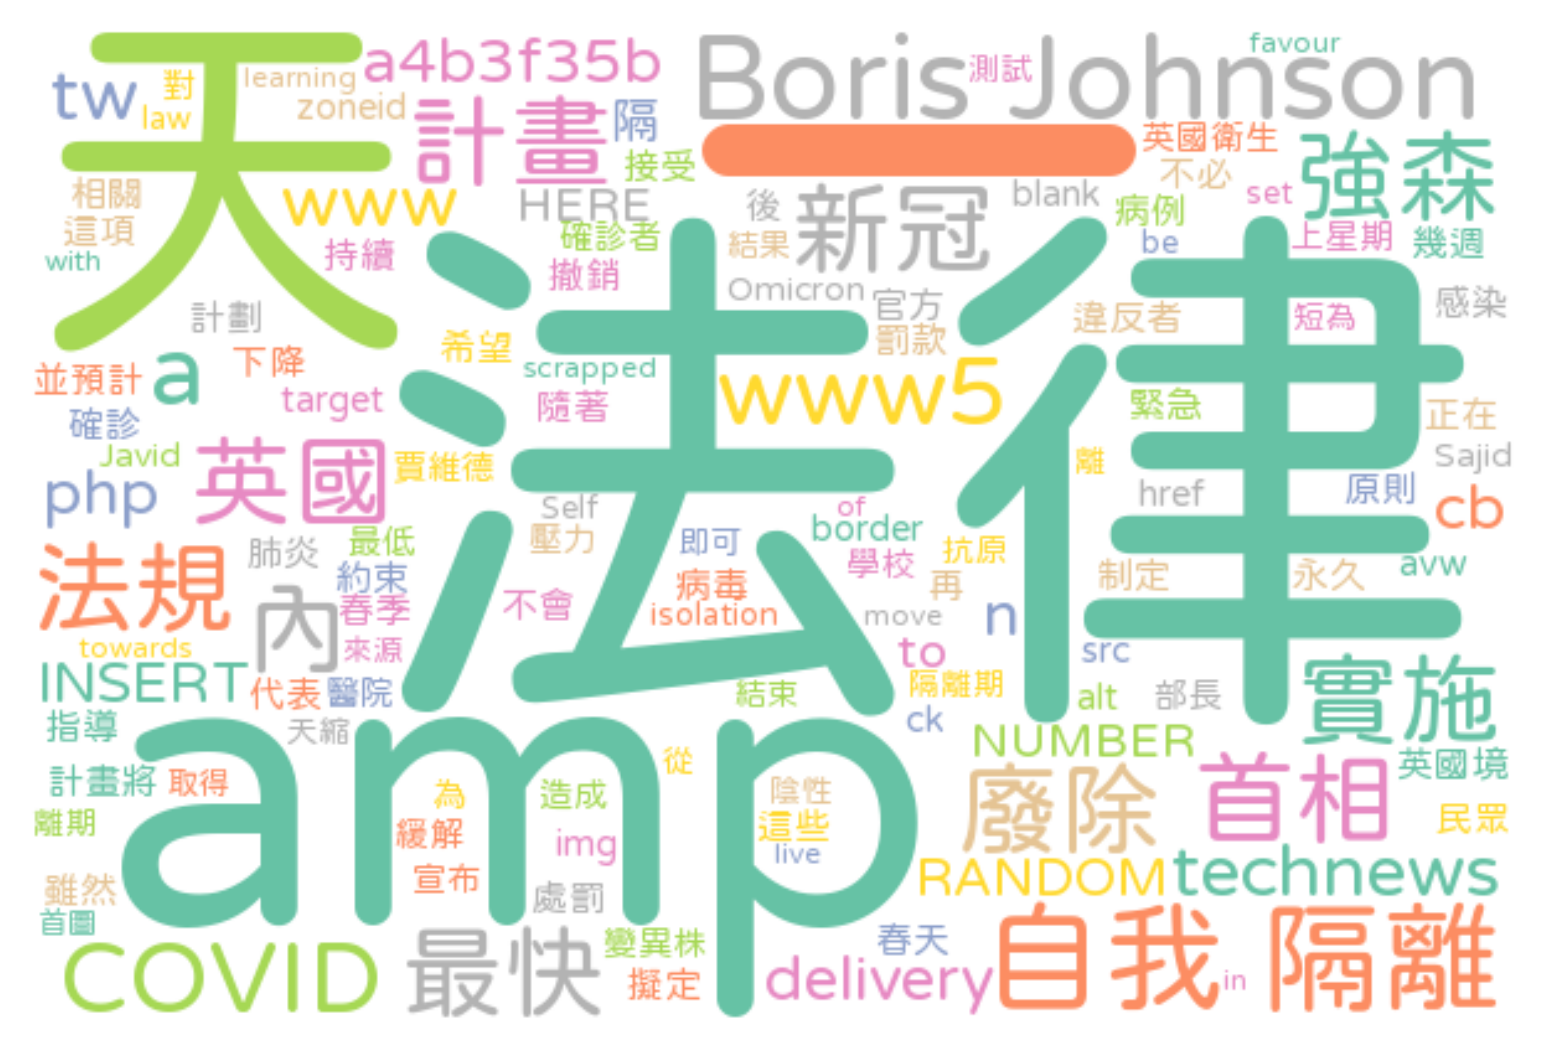 天
tw
對
learning
a4b3f35b
Boris Johnson
測試
favour
law
zoneid
計畫
隔
一
英國衛生
強森
接受
不必
相關
www
HERE
後
新冠
blank
病例
set
這項
確診者
結果
be
上星期
幾週
with
持續
撤銷
法律
Omicron
官方
計劃
違反者
短為
感染
希望
罰款
並預計
a
下降
scrapped
www5
target
隨著
緊急
正在
確診
Javid
英國
賈維德
離
Sajid
php
Self
of
href
原則
cb
border
壓力
即可
法規
肺炎
最低
學校
抗原
制定
永久
avw
約束
病毒
再
內
春季
不會
isolation
move
n
towards
來源
to
src
INSERT
代表
醫院
結束
隔離期
alt
部長
實施
指導
天縮
ck
amp
NUMBER
從
首相
英國境
計畫將
取得
為
造成
陰性
廢除
離期
緩解
這些
民眾
img
live
RANDOM
technews
雖然
宣布
處罰
首圖
COVID
最快
變異株
春天
自我隔離
擬定
delivery
in